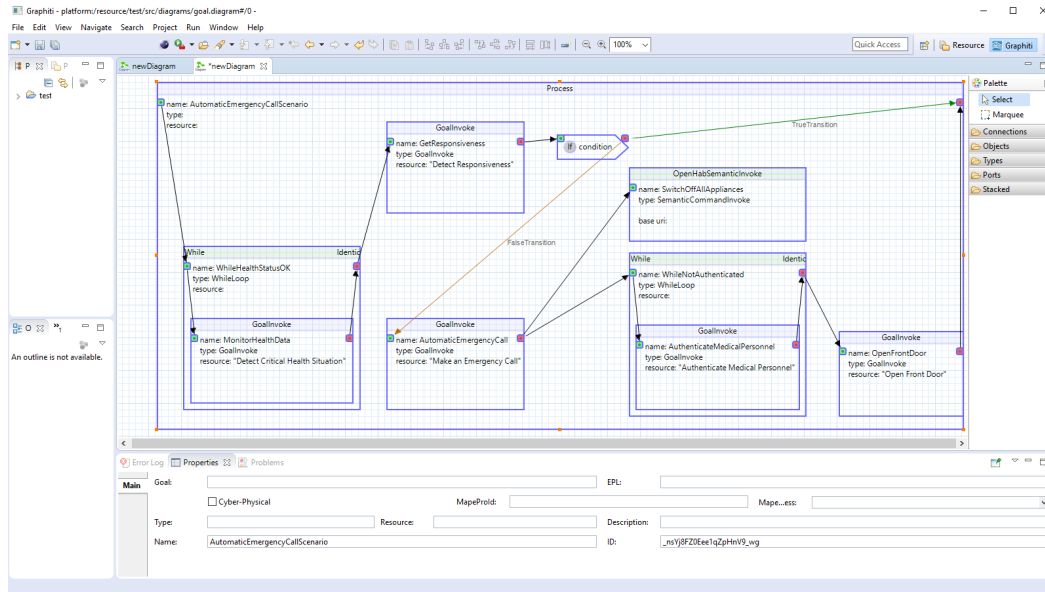 Graphiti - platform:/resource/test/src/diagrams/goal.diagram#/0 -
File Edit View Navigate Search Project Run Window Help
100%
Quick Access
Resource
Graphiti
P
P
newDiagram
*newDiagram
test
Process
name: AutomaticEmergencyCallScenario
type:
resource:
GoalInvoke
name: GetResponsiveness
type: GoalInvoke
resource: "Detect Responsiveness"
If condition
TrueTransition
FalseTransition
OpenHabSemanticInvoke
name: SwitchOffAllAppliances
type: SemanticCommandInvoke
base uri:
While
Identic
name: WhileHealthStatusOK
type: WhileLoop
resource:
GoalInvoke
name: MonitorHealthData
type: GoalInvoke
resource: "Detect Critical Health Situation"
GoalInvoke
name: AutomaticEmergencyCall
type: GoalInvoke
resource: "Make an Emergency Call"
While
Identic
name: WhileNotAuthenticated
type: WhileLoop
resource:
GoalInvoke
name: AuthenticateMedicalPersonnel
type: GoalInvoke
resource: "Authenticate Medical Personnel"
GoalInvoke
name: OpenFrontDoor
type: GoalInvoke
resource: "Open Front Door"
Palette
Select
Marquee
Connections
Objects
Types
Ports
Stacked
O
An outline is not available.
Error Log
Properties
Problems
Main
Goal:
EPL:
Cyber-Physical
MapeProId:
Mape...ess:
Type:
Resource:
Description:
Name:
AutomaticEmergencyCallScenario
ID:
_nsYj8FZ0Eee1qZpHnV9_wg